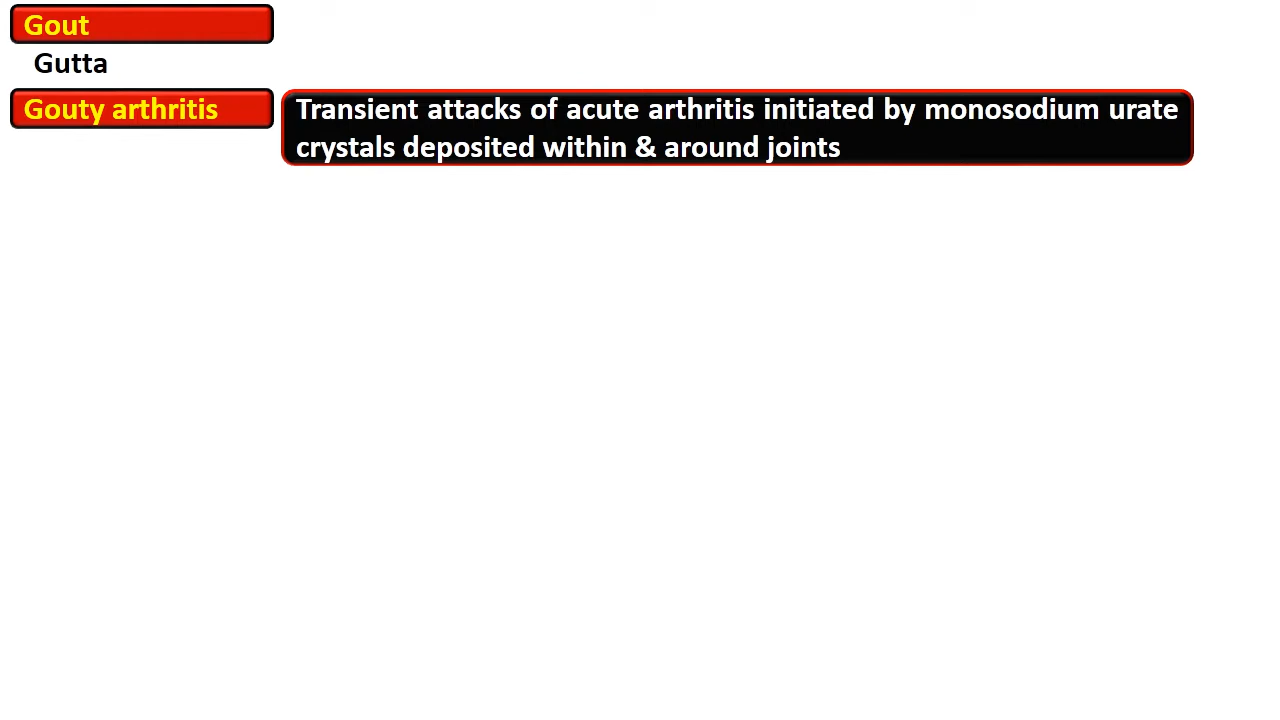 Gout
Gutta
Gouty arthritis
Transient attacks of acute arthritis initiated by monosodium urate
crystals deposited within & around joints